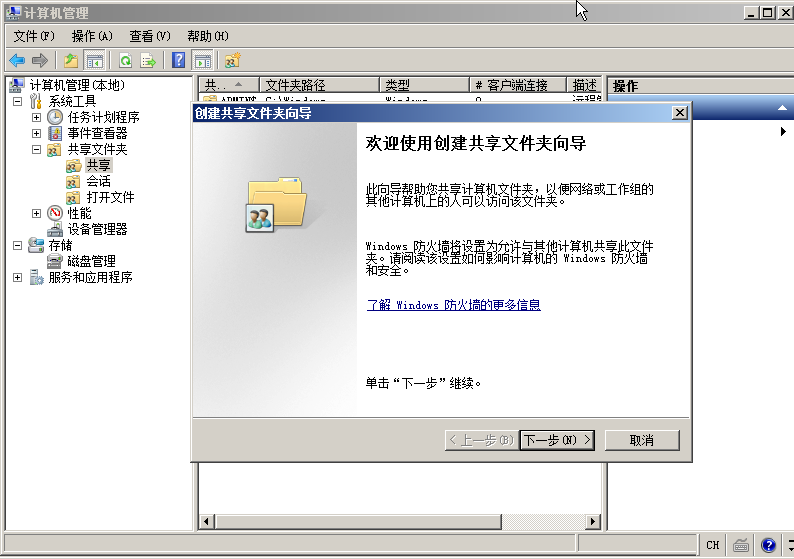 计算机管理
文件(F) 操作(A) 查看(V) 帮助(H)
计算机管理(本地)
系统工具
任务计划程序
事件查看器
共享文件夹
共享
会话
打开文件
性能
设备管理器
存储
磁盘管理
服务和应用程序
共.. 文件夹路径 类型 # 客户端连接 描述
操作
创建共享文件夹向导
欢迎使用创建共享文件夹向导
此向导帮助您共享计算机文件夹，以便网络或工作组的
其他计算机上的人可以访问该文件夹。
Windows 防火墙将设置为允许与其他计算机共享此文件
夹。请阅读该设置如何影响计算机的 Windows 防火墙
和安全。
了解 Windows 防火墙的更多信息
单击“下一步”继续。
< 上一步(B) 下一步(N) > 取消
CH